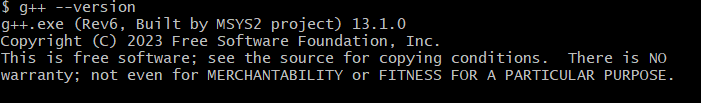 $ g++ --version
g++.exe (Rev6, Built by MSYS2 project) 13.1.0
Copyright (C) 2023 Free Software Foundation, Inc.
This is free software; see the source for copying conditions.  There is NO
warranty; not even for MERCHANTABILITY or FITNESS FOR A PARTICULAR PURPOSE.